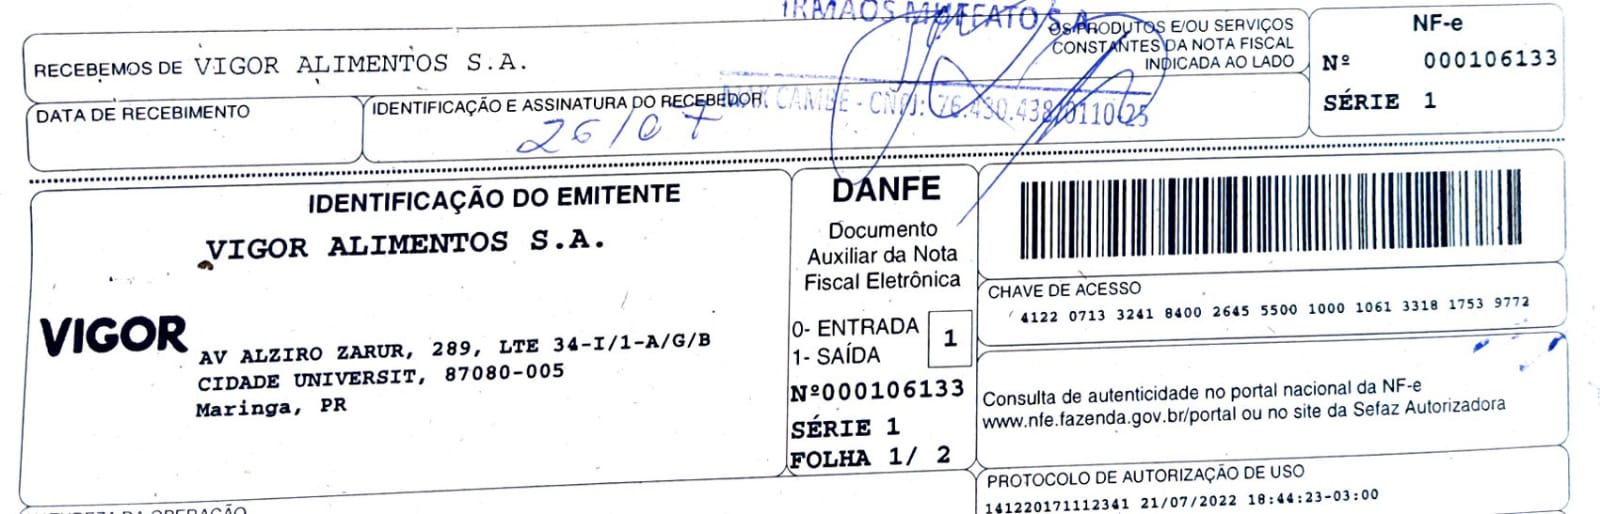 IRMÃOS MUFFATO S.A
RECEBEMOS DE VIGOR ALIMENTOS S.A.
OS PRODUTOS E/OU SERVIÇOS
CONSTANTES DA NOTA FISCAL
INDICADA AO LADO
NF-e
Nº 000106133
SÉRIE 1
DATA DE RECEBIMENTO
IDENTIFICAÇÃO E ASSINATURA DO RECEBEDOR
MAX CAMBE - CNPJ: 76.430.438/0110-25
26/07
IDENTIFICAÇÃO DO EMITENTE
VIGOR ALIMENTOS S.A.
VIGOR
AV ALZIRO ZARUR, 289, LTE 34-I/1-A/G/B
CIDADE UNIVERSIT, 87080-005
Maringa, PR
DANFE
Documento
Auxiliar da Nota
Fiscal Eletrônica
0- ENTRADA
1- SAÍDA
1
Nº000106133
SÉRIE 1
FOLHA 1/ 2
CHAVE DE ACESSO
4122 0713 3241 8400 2645 5500 1000 1061 3318 1753 9772
Consulta de autenticidade no portal nacional da NF-e
www.nfe.fazenda.gov.br/portal ou no site da Sefaz Autorizadora
PROTOCOLO DE AUTORIZAÇÃO DE USO
141220171112341 21/07/2022 18:44:23-03:00
NATUREZA DA OPERAÇÃO